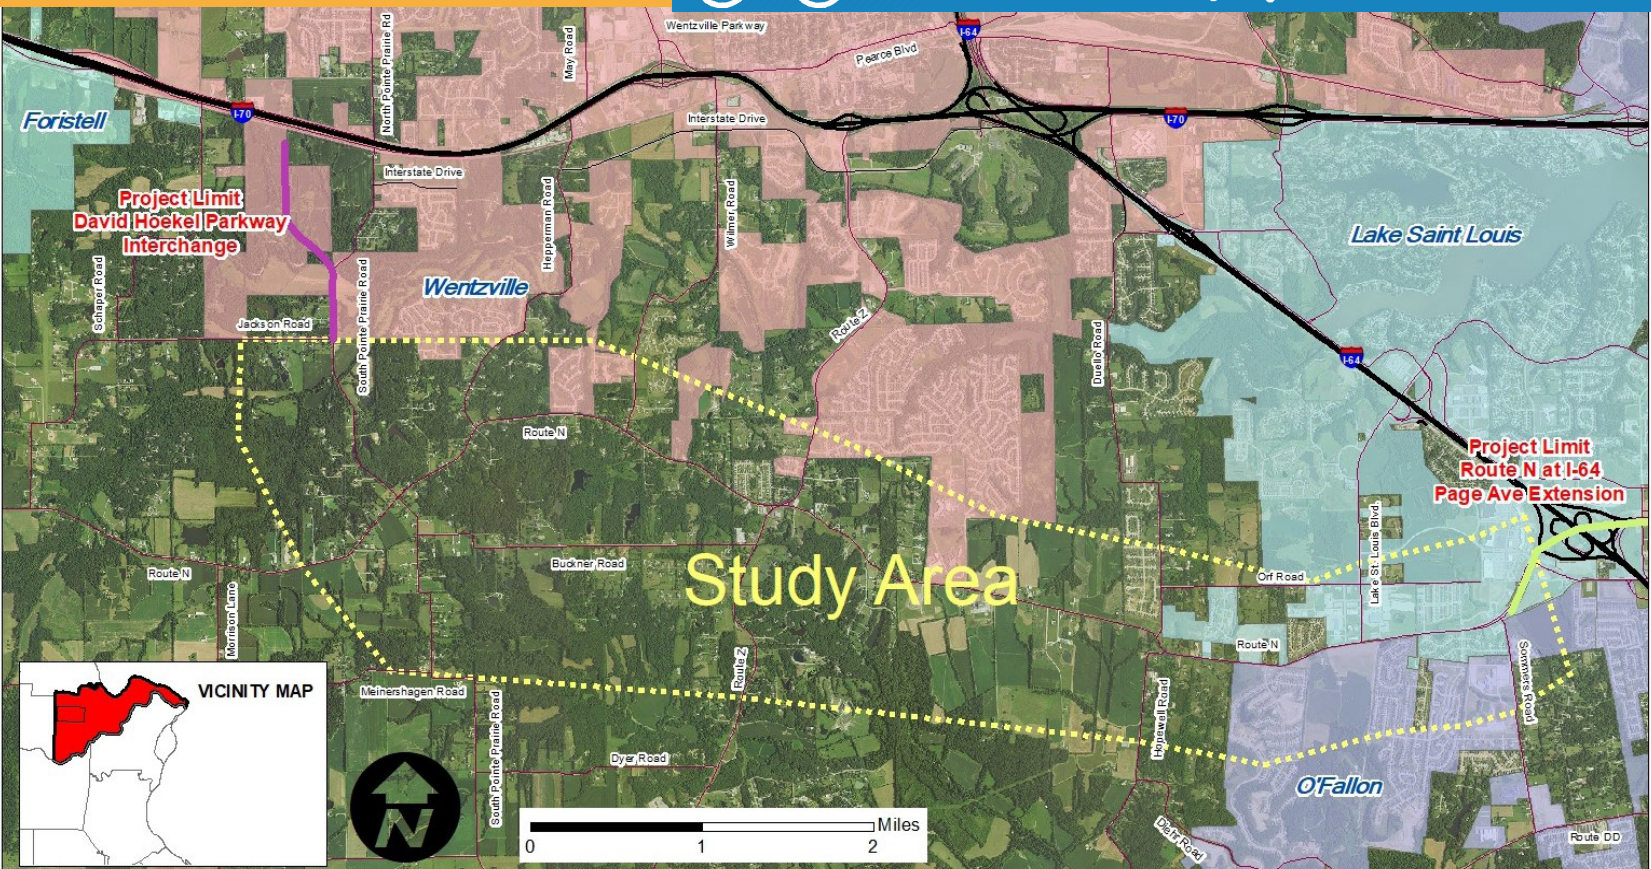 Wentzville Parkway
I-64
Pearce Blvd
May Road
North Pointe Prairie Rd
Foristell
I-70
Interstate Drive
I-70
Interstate Drive
Project Limit
David Hoekel Parkway
Interchange
Hepperman Road
Wilmer Road
Lake Saint Louis
Schaper Road
South Pointe Prairie Road
Wentzville
Jackson Road
Route Z
Duello Road
I-64
Route N
Project Limit
Route N at I-64
Page Ave Extension
Lake St. Louis Blvd.
Study Area
Buckner Road
Route N
Orf Road
Morrison Lane
Route N
Route Z
Sommers Road
VICINITY MAP
Meinershagen Road
South Pointe Prairie Road
Hopewell Road
Dyer Road
O'Fallon
N
Miles
0 1 2
Diehr Road
Route DD